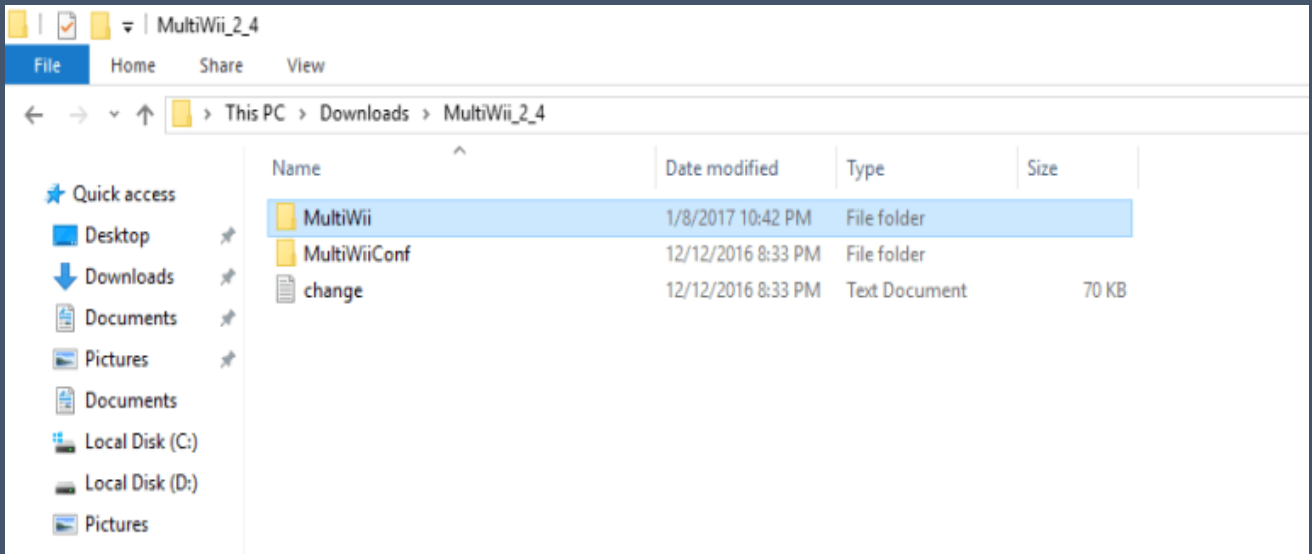 MultiWii_2_4
File Home Share View
This PC > Downloads > MultiWii_2_4
Quick access
Desktop
Downloads
Documents
Pictures
Documents
Local Disk (C:)
Local Disk (D:)
Pictures
Name Date modified Type Size
MultiWii 1/8/2017 10:42 PM File folder
MultiWiiConf 12/12/2016 8:33 PM File folder
change 12/12/2016 8:33 PM Text Document 70 KB